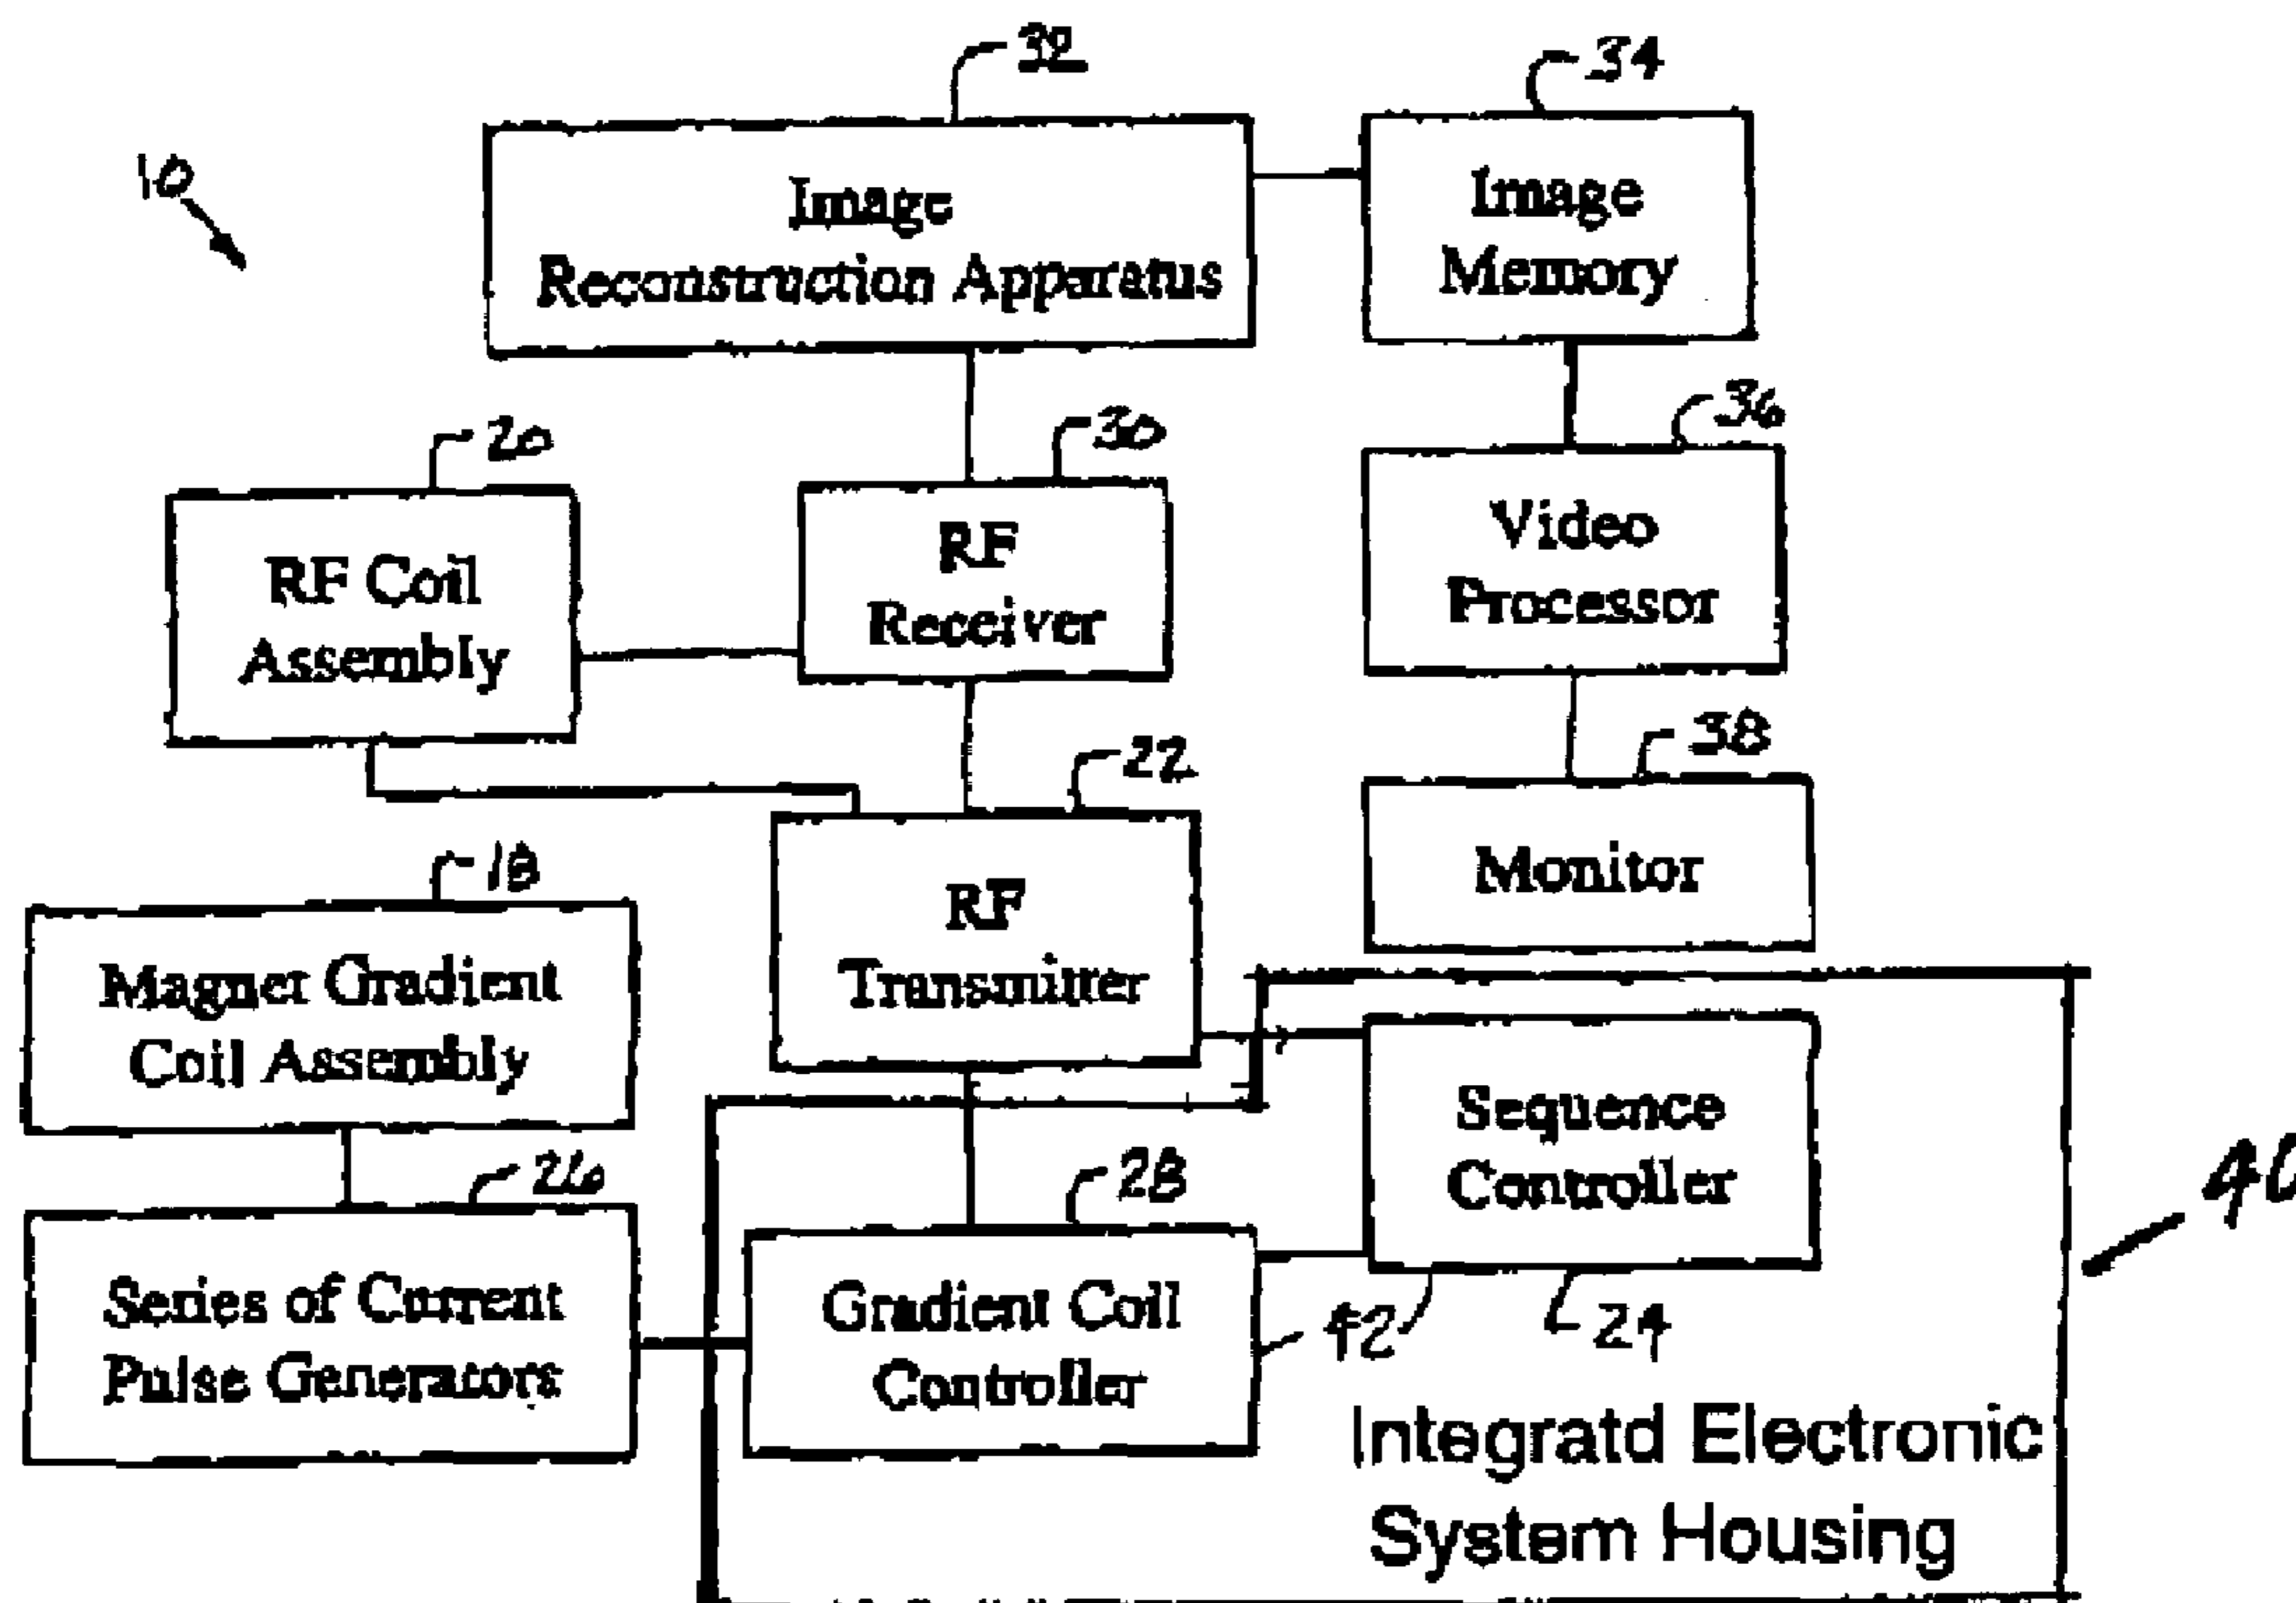 32
34
10
Image
Reconstruction Apparatus
Image
Memory
20
30
36
RF Coil
Assembly
RF
Receiver
Video
Processor
22
38
18
RF
Transmitter
Monitor
Magnet Gradient
Coil Assembly
Sequence
Controller
26
28
40
Series of Current
Pulse Generators
Gradient Coil
Controller
42
24
Integratd Electronic
System Housing